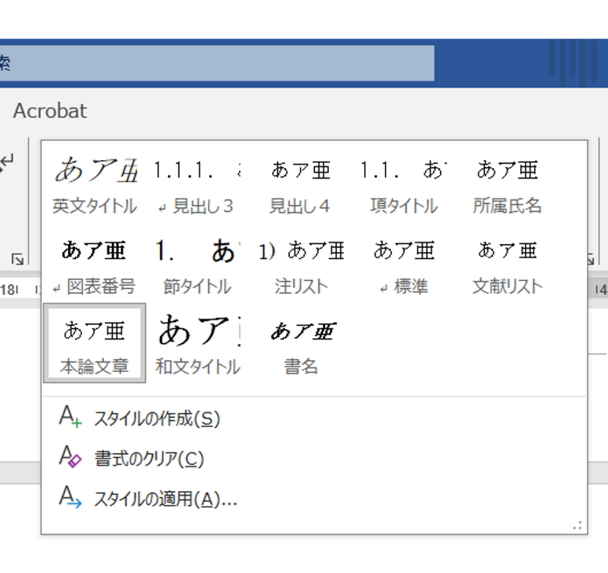 索
Acrobat
あア亜 1.1.1. あア亜 1.1. あ あア亜
英文タイトル ↲ 見出し 3 見出し 4 項タイトル 所属氏名
あア亜 1. あ 1) あア亜 あア亜 あア亜
↲ 図表番号 節タイトル 注リスト ↲ 標準 文献リスト
18 4
あア亜 あア あア亜
本論文章 和文タイトル 書名
スタイルの作成(S)
書式のクリア(C)
スタイルの適用(A)...